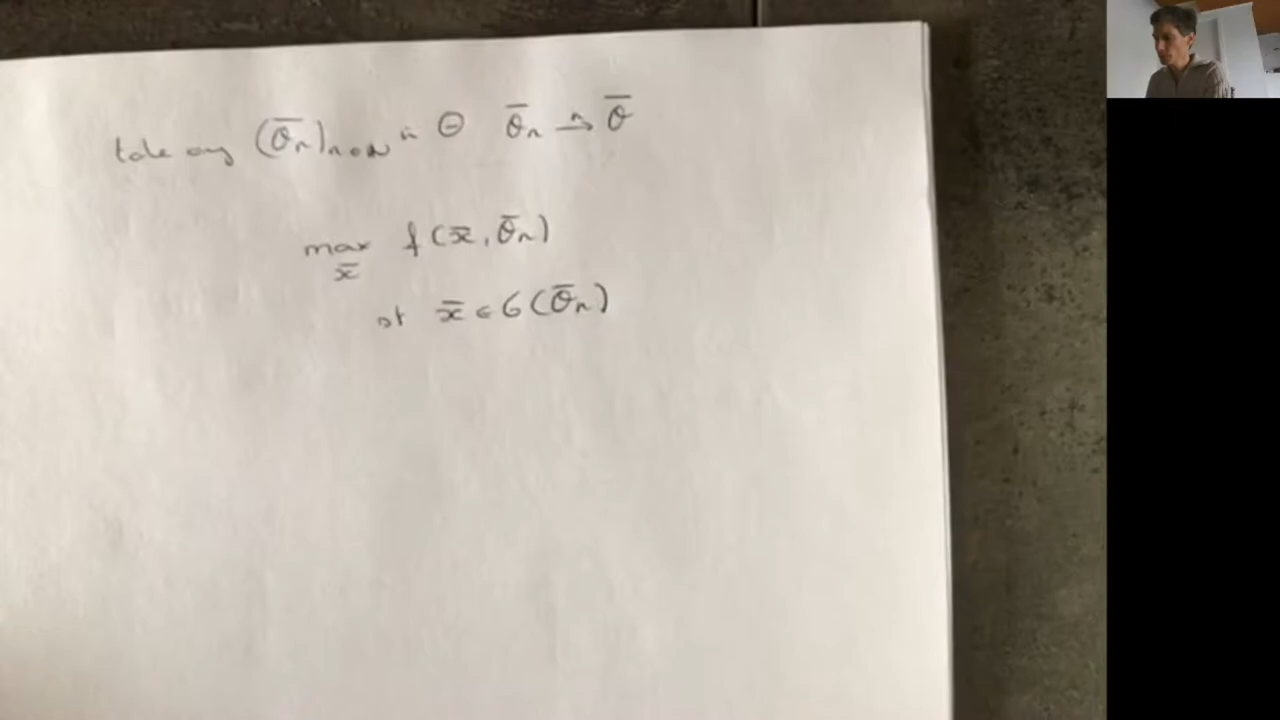 take any (θ̄ₙ)ₙ∈ℕ in Θ θ̄ₙ →ⁿ θ̄
max f(x̄, θ̄ₙ)
x̄
st x̄ ∈ G(θ̄ₙ)